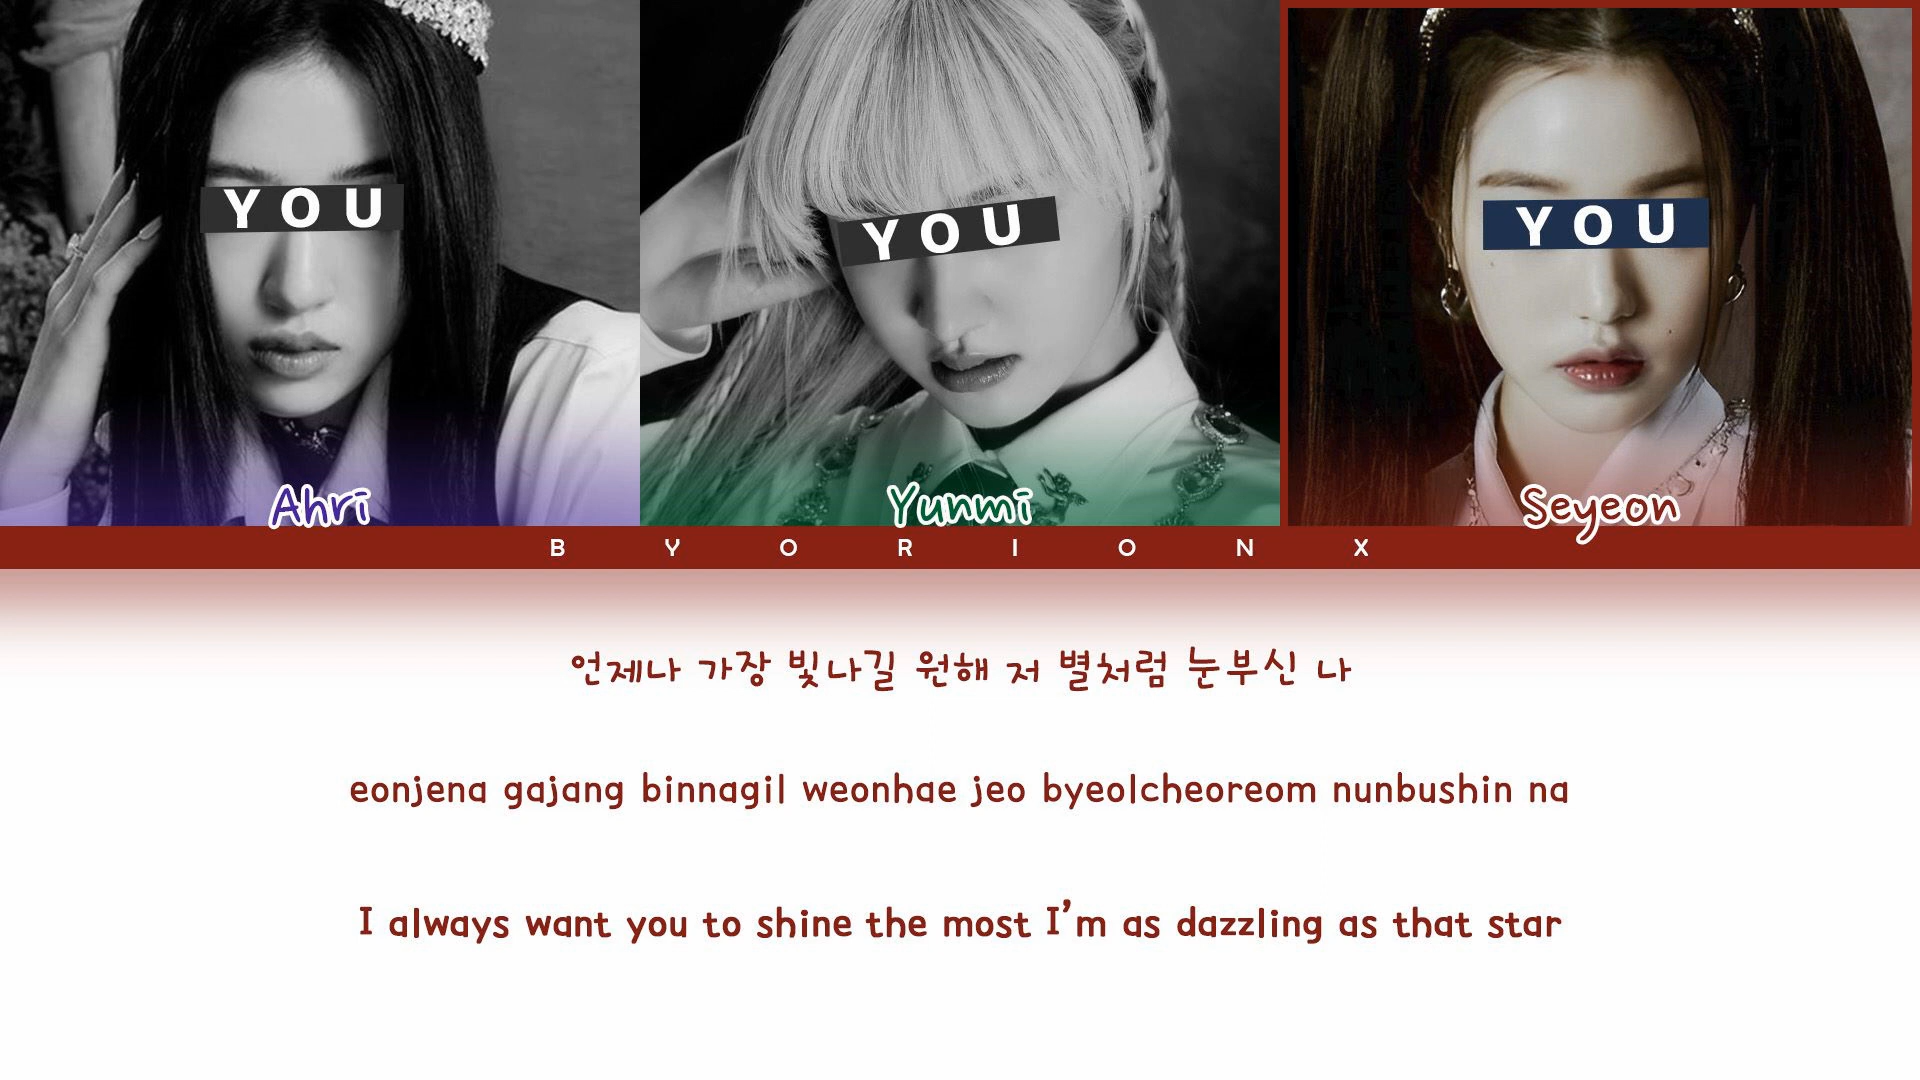 YOU
YOU
YOU
Ahri
Yunmi
Seyeon
BYORIONX
언제나 가장 빛나길 원해 저 별처럼 눈부신 나
eonjena gajang binnagil weonhae jeo byeolcheoreom nunbushin na
I always want you to shine the most I'm as dazzling as that star